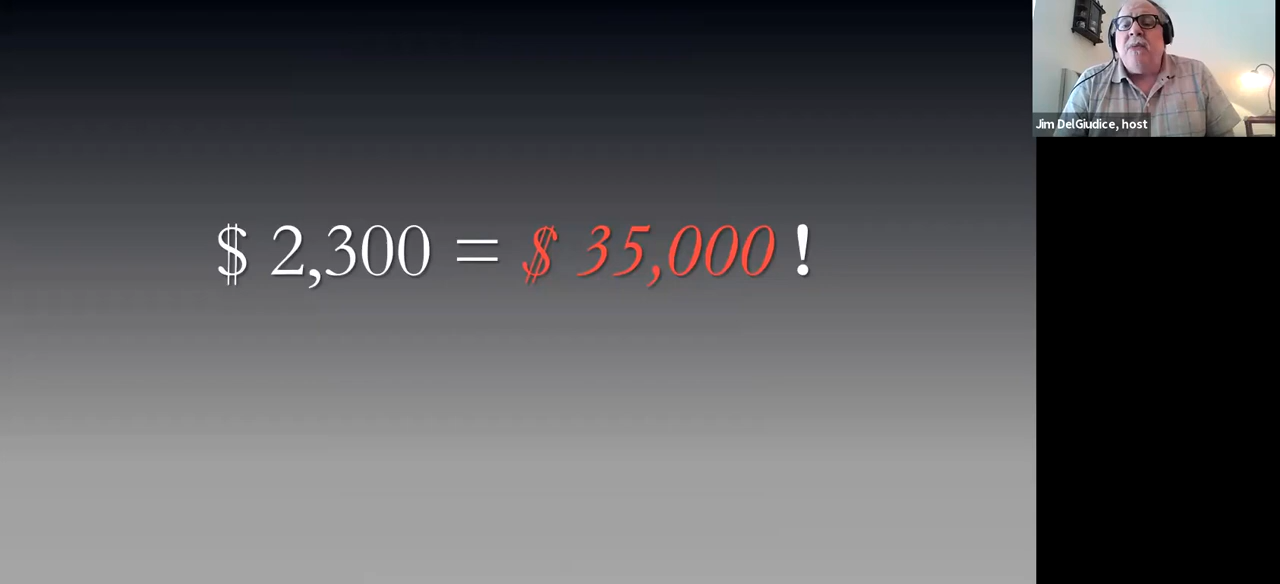 $ 2,300 = $ 35,000 !
Jim DelGiudice, host